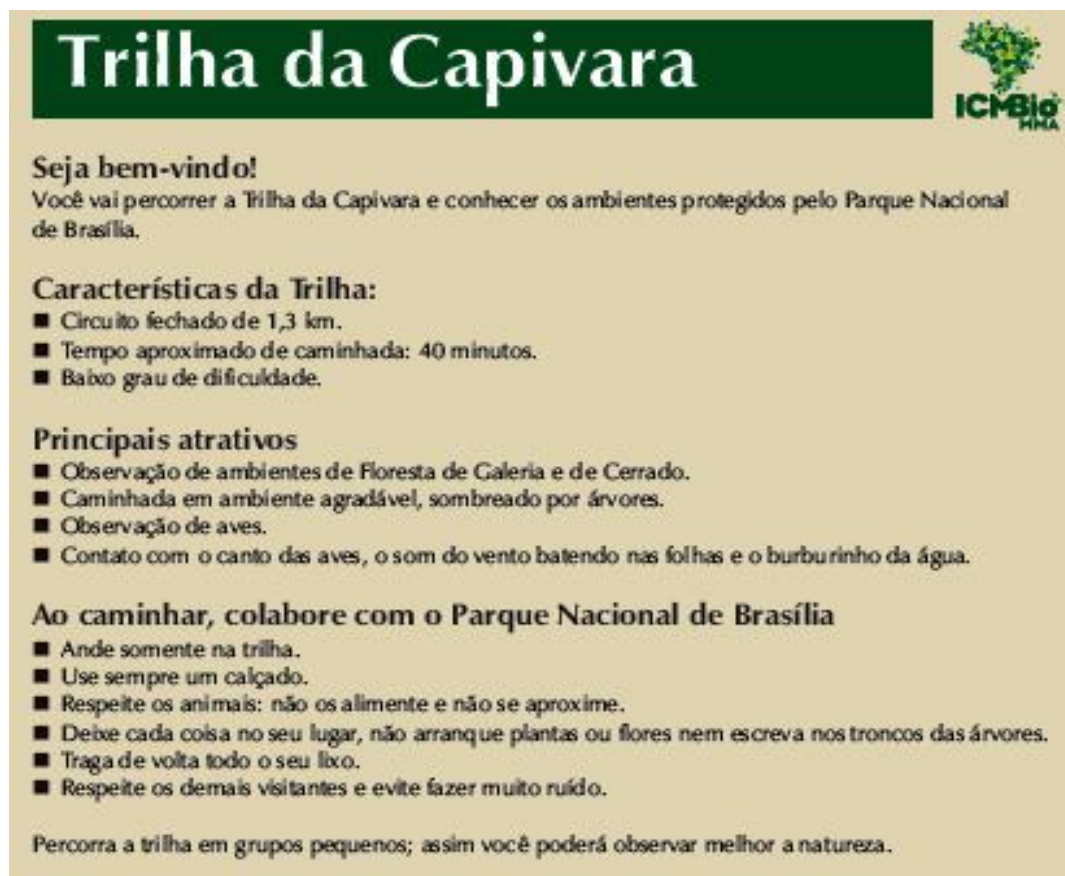 Trilha da Capivara
ICMBio
MMA
Seja bem-vindo!
Você vai percorrer a Trilha da Capivara e conhecer os ambientes protegidos pelo Parque Nacional
de Brasília.
Características da Trilha:
■ Circuito fechado de 1,3 km.
■ Tempo aproximado de caminhada: 40 minutos.
■ Baixo grau de dificuldade.
Principais atrativos
■ Observação de ambientes de Floresta de Galeria e de Cerrado.
■ Caminhada em ambiente agradável, sombreado por árvores.
■ Observação de aves.
■ Contato com o canto das aves, o som do vento batendo nas folhas e o burburinho da água.
Ao caminhar, colabore com o Parque Nacional de Brasília
■ Ande somente na trilha.
■ Use sempre um calçado.
■ Respeite os animais: não os alimente e não se aproxime.
■ Deixe cada coisa no seu lugar, não arranque plantas ou flores nem escreva nos troncos das árvores.
■ Traga de volta todo o seu lixo.
■ Respeite os demais visitantes e evite fazer muito ruído.
Percorra a trilha em grupos pequenos; assim você poderá observar melhor a natureza.